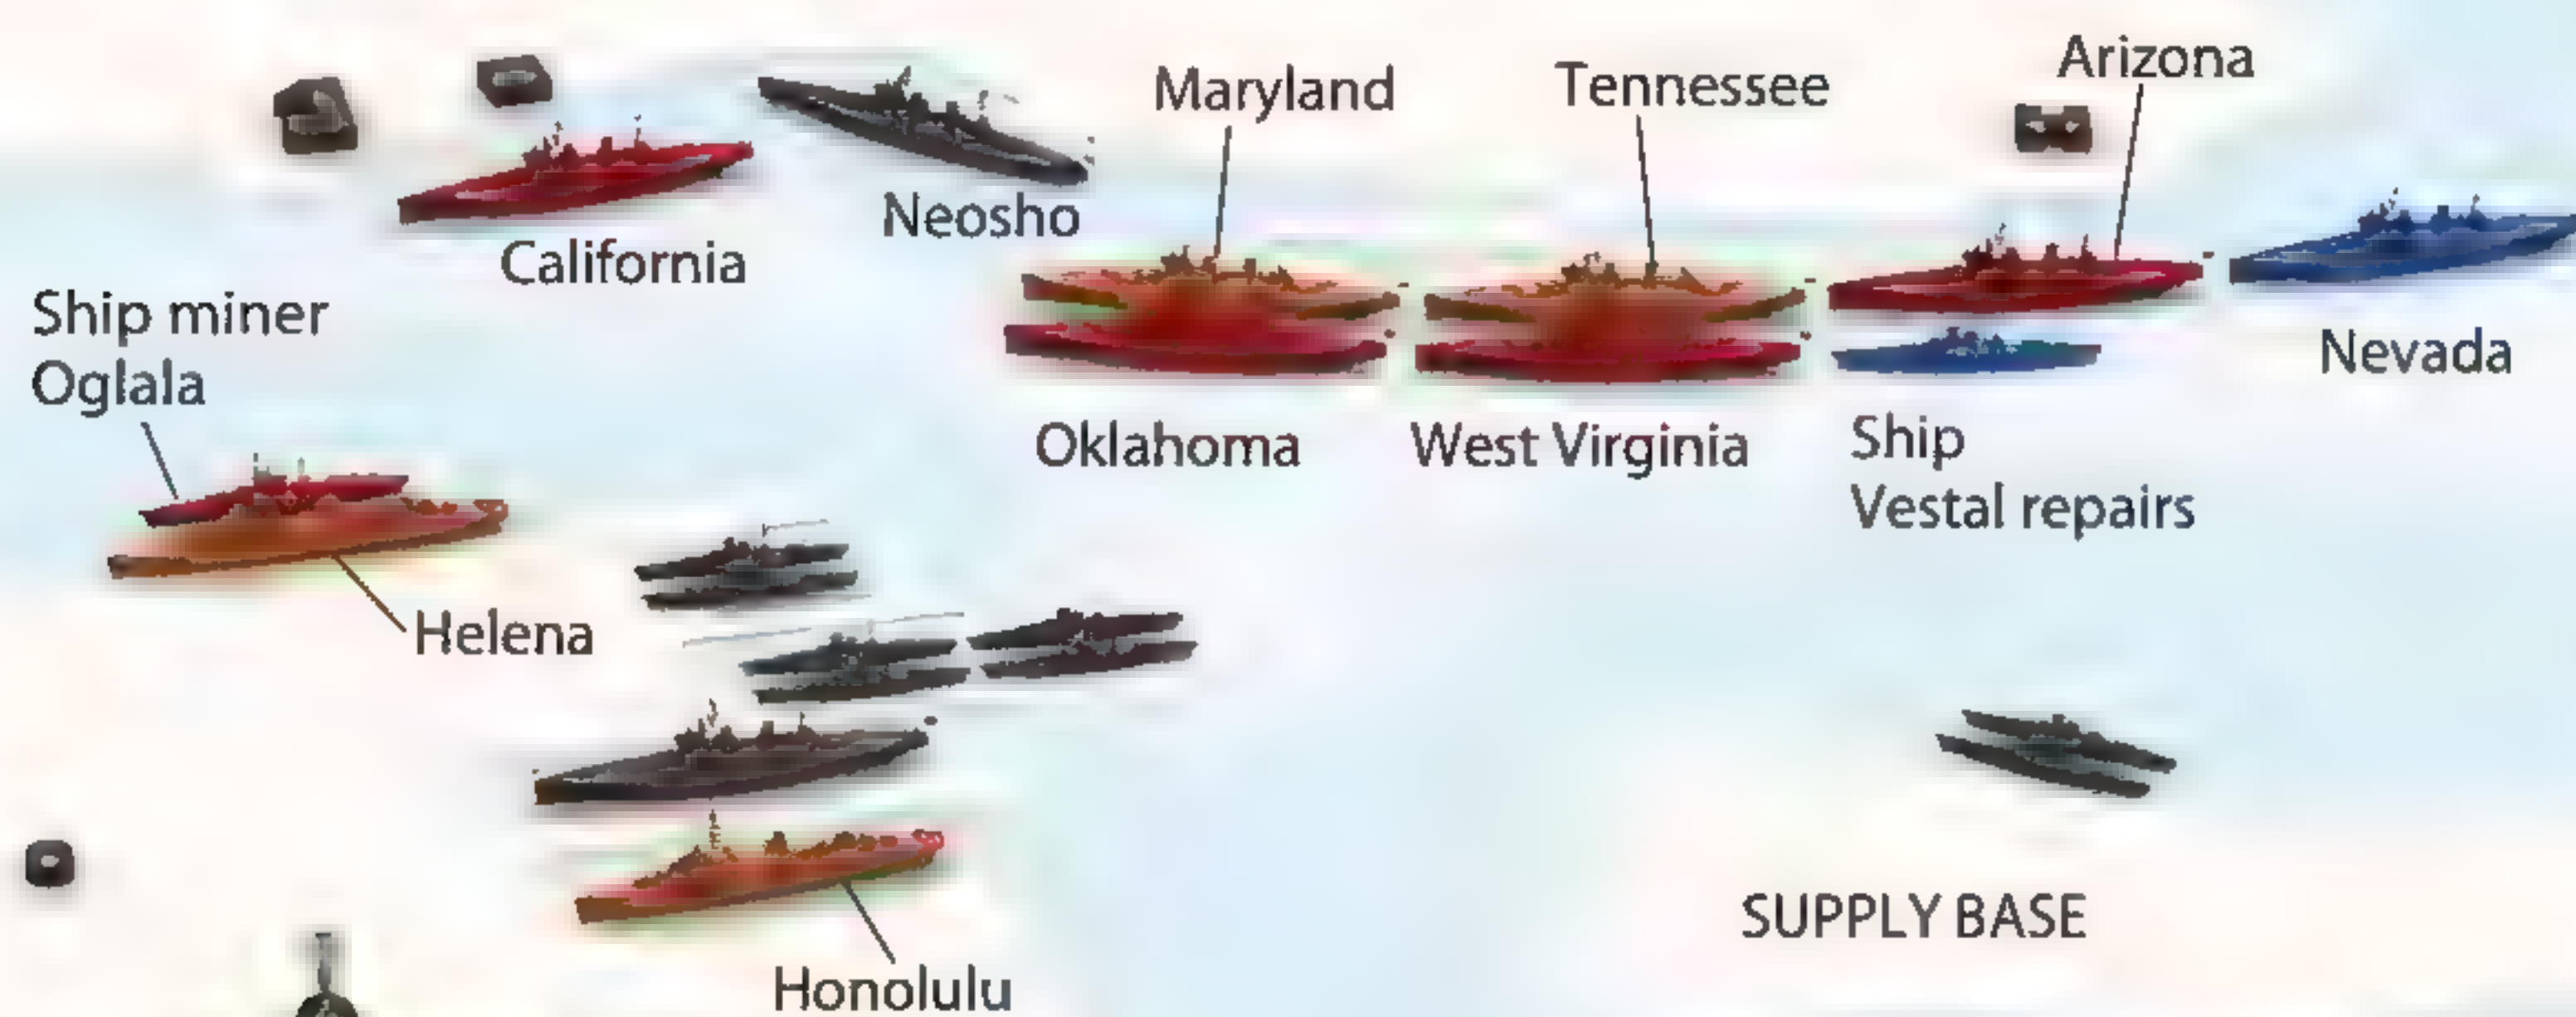 Arizona
Maryland
Tennessee
Neosho
California
Ship miner
Oglala
Nevada
Oklahoma
West Virginia
Ship
Vestal repairs
Helena
SUPPLY BASE
Honolulu